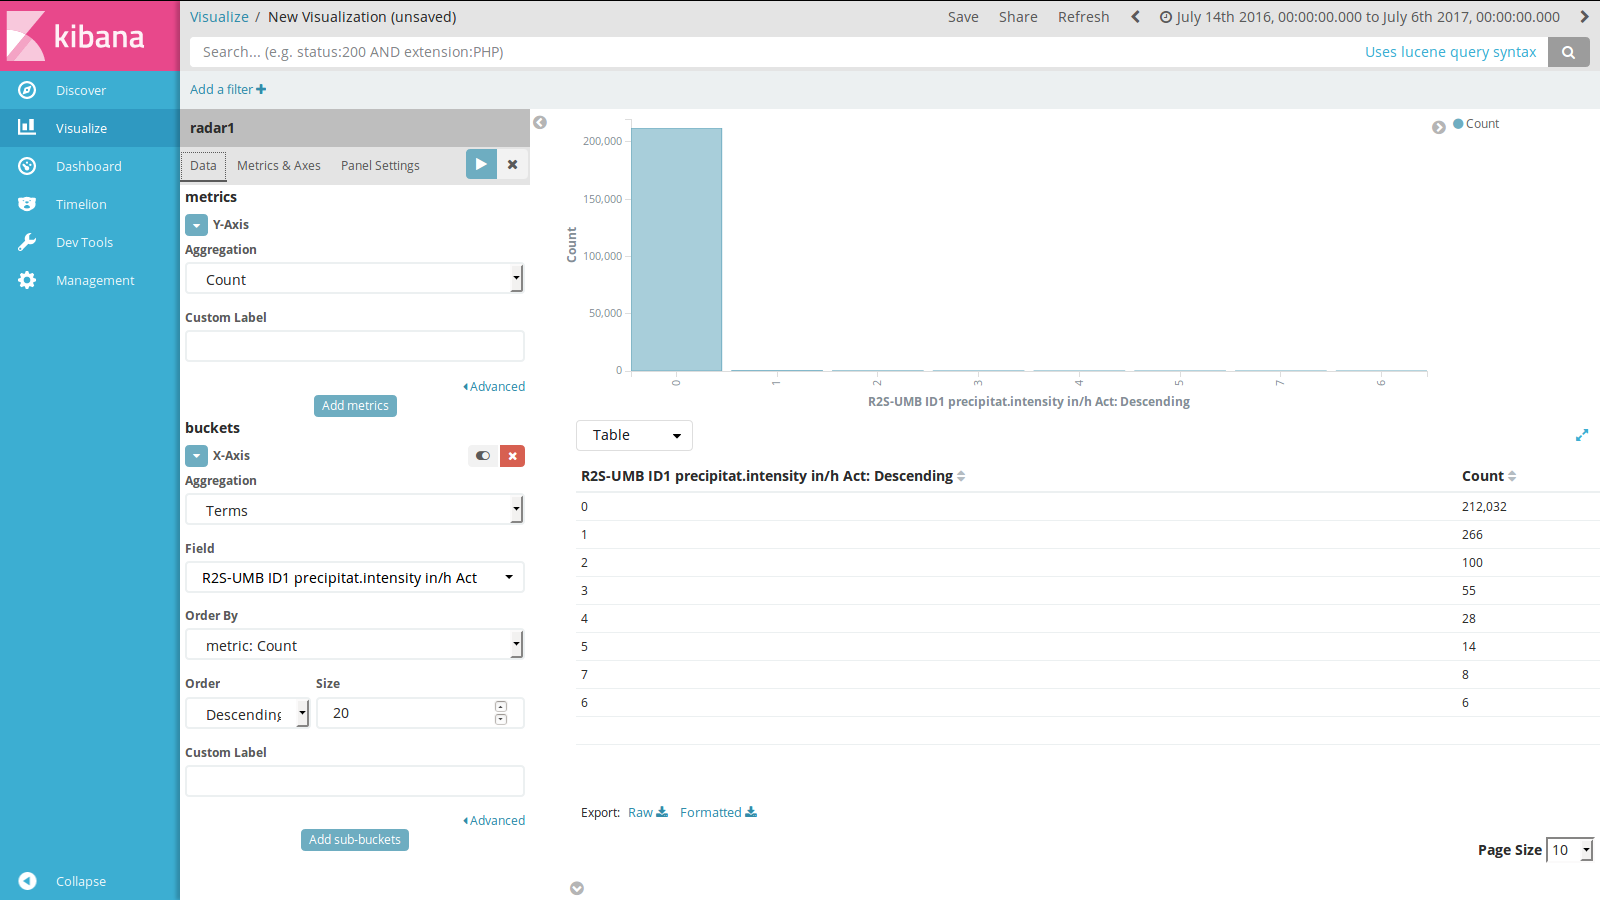 kibana
Discover
Visualize
Dashboard
Timelion
Dev Tools
Management
Collapse
Visualize / New Visualization (unsaved)
Save Share Refresh July 14th 2016, 00:00:00.000 to July 6th 2017, 00:00:00.000
Search... (e.g. status:200 AND extension:PHP) Uses lucene query syntax
Add a filter
radar1
Data Metrics & Axes Panel Settings
metrics
Y-Axis
Aggregation
Count
Custom Label
Advanced
Add metrics
buckets
X-Axis
Aggregation
Terms
Field
R2S-UMB ID1 precipitat.intensity in/h Act
Order By
metric: Count
Order Size
Descending 20
Custom Label
Advanced
Add sub-buckets
Count
200,000
150,000
100,000
50,000
0
Count
0 1 2 3 4 5 7 6
R2S-UMB ID1 precipitat.intensity in/h Act: Descending
Table
R2S-UMB ID1 precipitat.intensity in/h Act: Descending Count
0 212,032
1 266
2 100
3 55
4 28
5 14
7 8
6 6
Export: Raw Formatted
Page Size 10